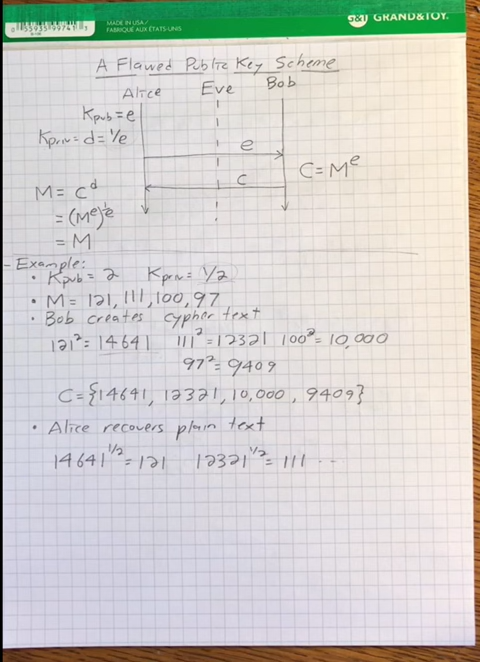 MADE IN USA /
FABRIQUÉ AUX ÉTATS-UNIS
G&T GRAND&TOY.
A Flawed Public Key Scheme
Alice Eve Bob
Kpub = e
Kpriv = d = 1/e
e
C = M^e
c
M = C^d
= (M^e)^1/e
= M
- Example:
• Kpub = 2 Kpriv = 1/2
• M = 121, 111, 100, 97
• Bob creates cypher text
121² = 14641 111² = 12321 100² = 10,000
97² = 9409
C = {14641, 12321, 10,000, 9409}
• Alice recovers plain text
14641^1/2 = 121 12321^1/2 = 111 ...